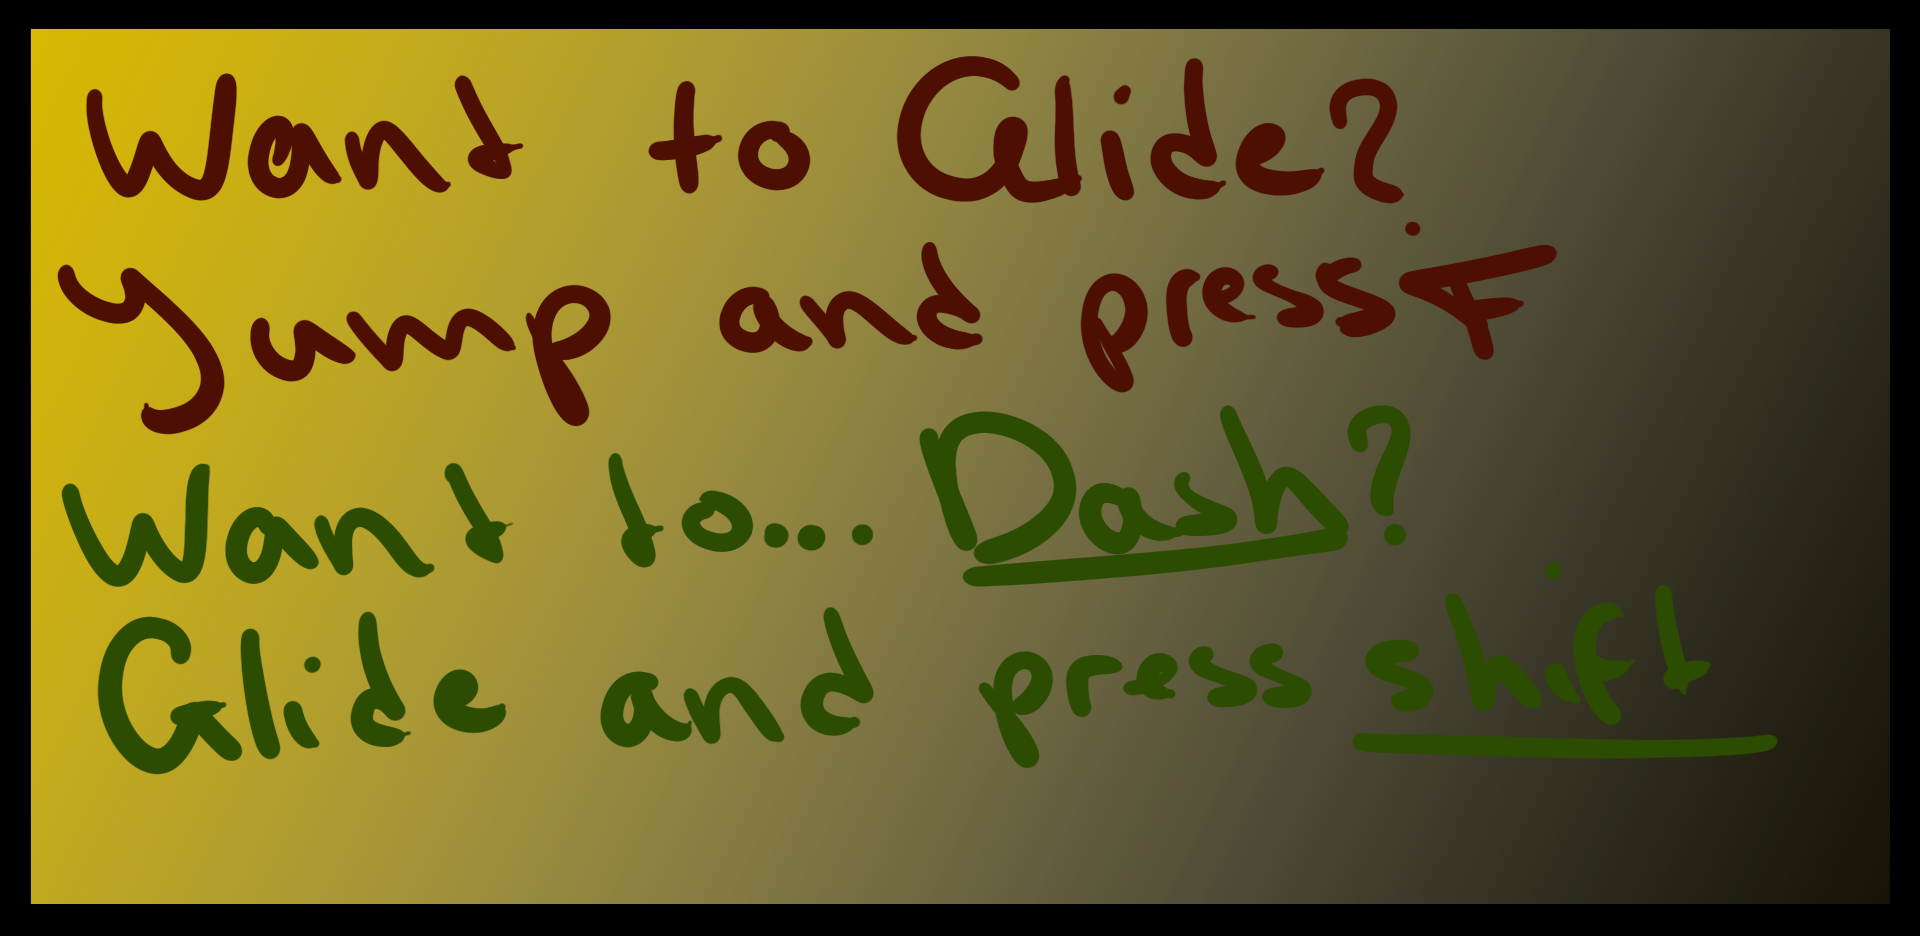 Want to Glide?
Jump and press F
Want to... Dash?
Glide and press shift